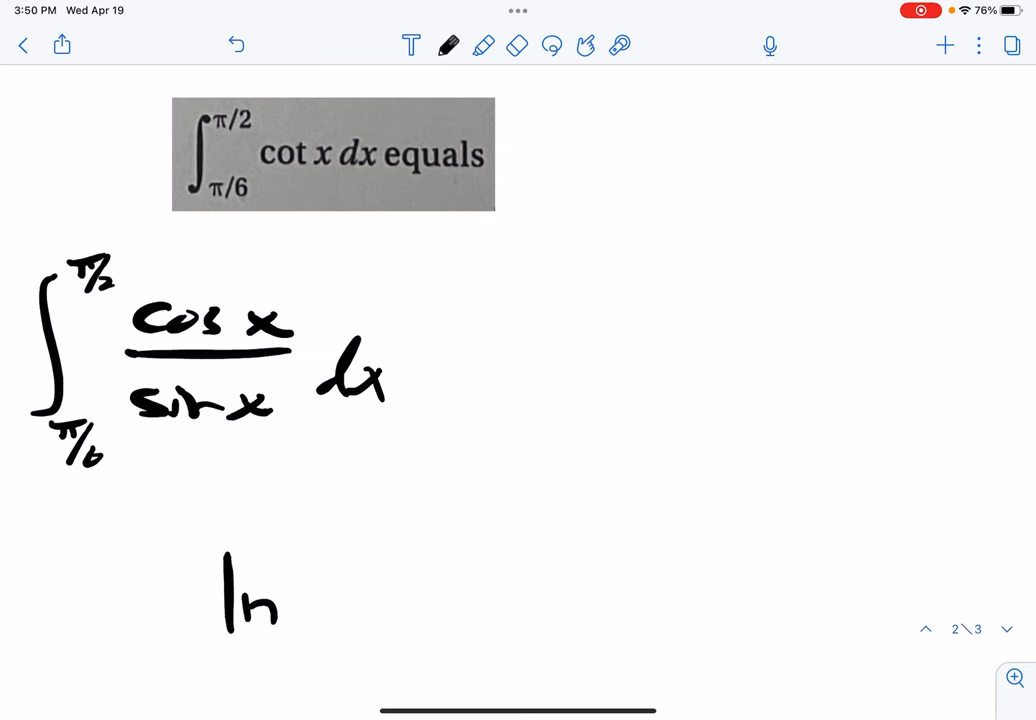 3:50 PM Wed Apr 19
76%
T
∫ π/2 π/6 cot x dx equals
∫ π/2 π/6 cos x / sin x dx
ln
2\3